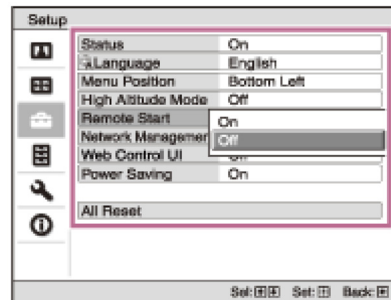 Setup
Status On
Language English
Menu Position Bottom Left
High Altitude Mode Off
Remote Start On
Off
Network Managemer
Web Control UI
Power Saving On
All Reset
Sel: Set: Back: